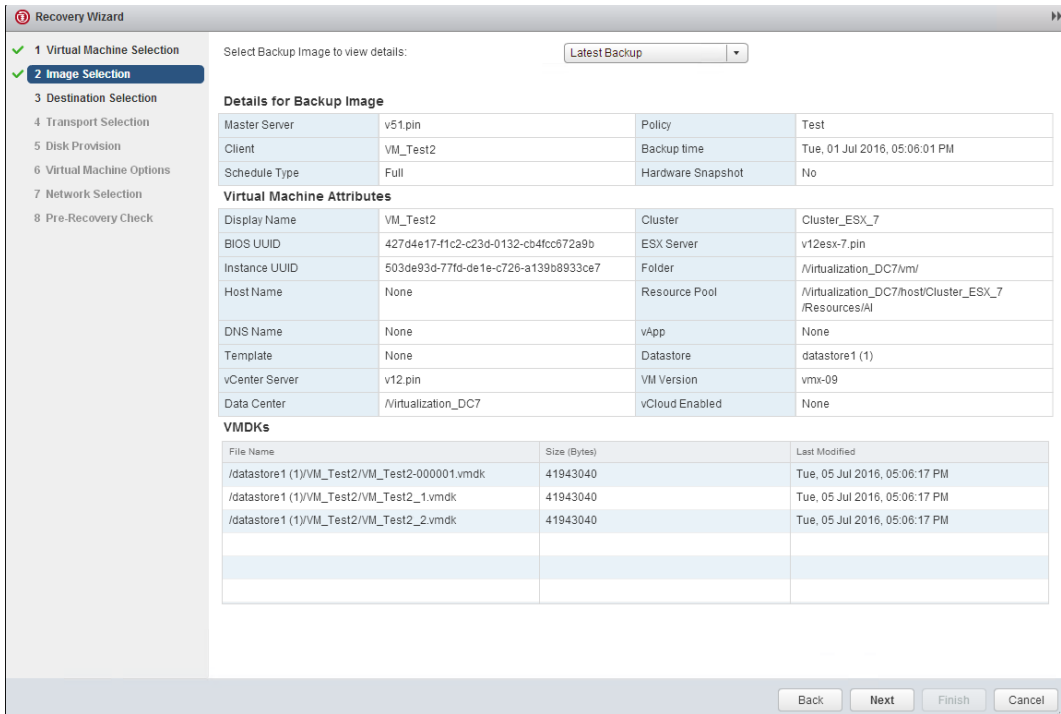 Recovery Wizard
1 Virtual Machine Selection
2 Image Selection
3 Destination Selection
4 Transport Selection
5 Disk Provision
6 Virtual Machine Options
7 Network Selection
8 Pre-Recovery Check
Select Backup Image to view details: Latest Backup
Details for Backup Image
Master Server v51.pin Policy Test
Client VM_Test2 Backup time Tue, 01 Jul 2016, 05:06:01 PM
Schedule Type Full Hardware Snapshot No
Virtual Machine Attributes
Display Name VM_Test2 Cluster Cluster_ESX_7
BIOS UUID 427d4e17-f1c2-c23d-0132-cb4fcc672a9b ESX Server v12esx-7.pin
Instance UUID 503de93d-77fd-de1e-c726-a139b8933ce7 Folder /Virtualization_DC7/vm/
Host Name None Resource Pool /Virtualization_DC7/host/Cluster_ESX_7
/Resources/AI
DNS Name None vApp None
Template None Datastore datastore1 (1)
vCenter Server v12.pin VM Version vmx-09
Data Center /Virtualization_DC7 vCloud Enabled None
VMDKs
File Name Size (Bytes) Last Modified
/datastore1 (1)/VM_Test2/VM_Test2-000001.vmdk 41943040 Tue, 05 Jul 2016, 05:06:17 PM
/datastore1 (1)/VM_Test2/VM_Test2_1.vmdk 41943040 Tue, 05 Jul 2016, 05:06:17 PM
/datastore1 (1)/VM_Test2/VM_Test2_2.vmdk 41943040 Tue, 05 Jul 2016, 05:06:17 PM
Back Next Finish Cancel